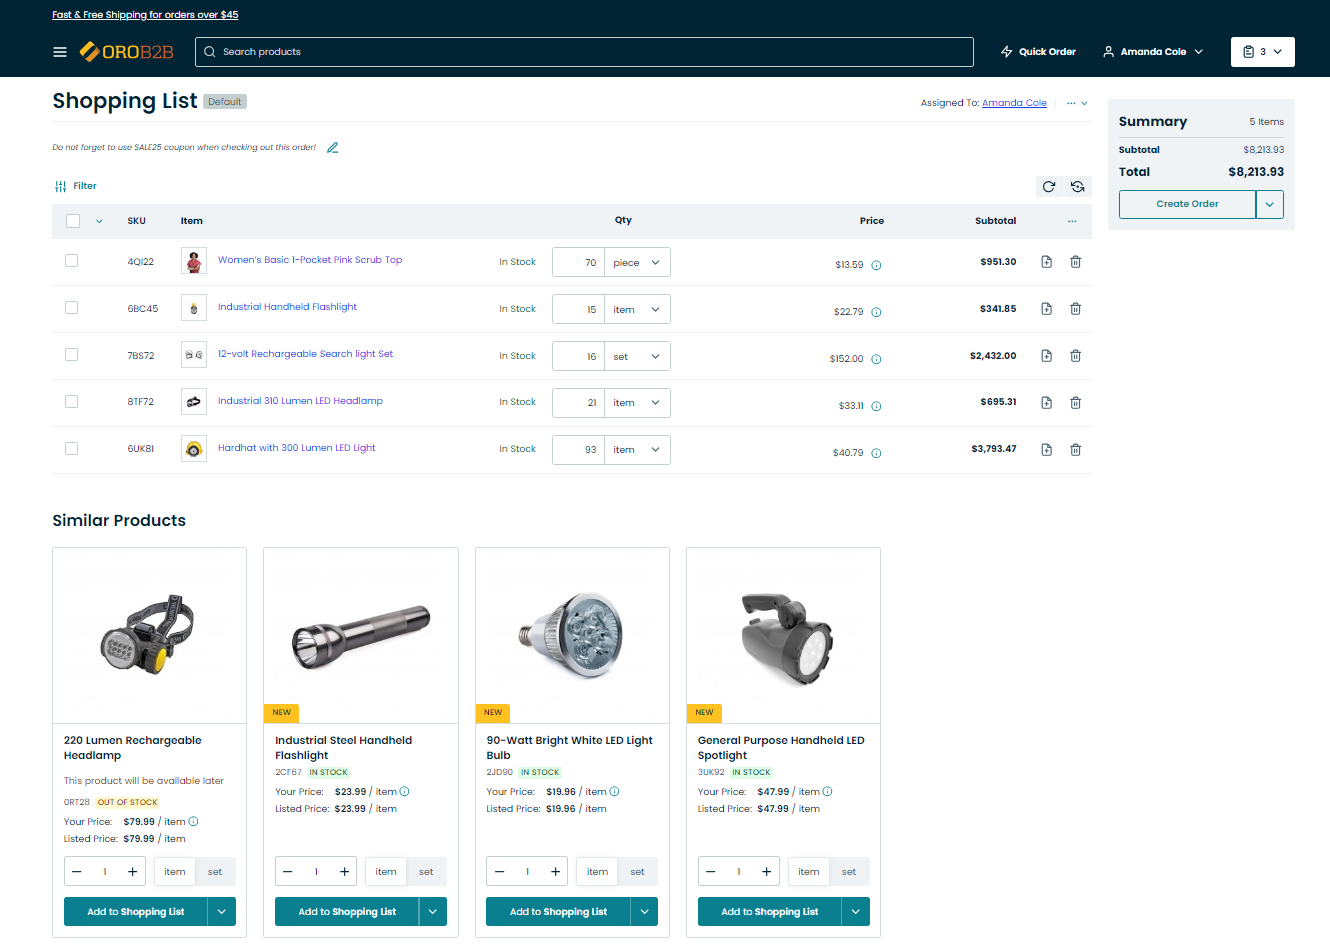 Fast & Free Shipping for orders over $45
OROB2B
Search products
Quick Order
Amanda Cole
3
Shopping List Default
Assigned To: Amanda Cole ...
Do not forget to use SALE25 coupon when checking out this order!
Filter
SKU Item Qty Price Subtotal ...
4QI22 Women's Basic 1-Pocket Pink Scrub Top In Stock 70 piece $13.59 $951.30
6BC45 Industrial Handheld Flashlight In Stock 15 item $22.79 $341.85
7BS72 12-volt Rechargeable Search light Set In Stock 16 set $152.00 $2,432.00
8TF72 Industrial 310 Lumen LED Headlamp In Stock 21 item $33.11 $695.31
6UK81 Hardhat with 300 Lumen LED Light In Stock 93 item $40.79 $3,793.47
Summary 5 Items
Subtotal $8,213.93
Total $8,213.93
Create Order
Similar Products
220 Lumen Rechargeable
Headlamp
This product will be available later
0RT28 OUT OF STOCK
Your Price: $79.99 / item
Listed Price: $79.99 / item
1 item set
Add to Shopping List
NEW
Industrial Steel Handheld
Flashlight
2CF67 IN STOCK
Your Price: $23.99 / item
Listed Price: $23.99 / item
1 item set
Add to Shopping List
NEW
90-Watt Bright White LED Light
Bulb
2JD90 IN STOCK
Your Price: $19.96 / item
Listed Price: $19.96 / item
1 item set
Add to Shopping List
NEW
General Purpose Handheld LED
Spotlight
3UK92 IN STOCK
Your Price: $47.99 / item
Listed Price: $47.99 / item
1 item set
Add to Shopping List